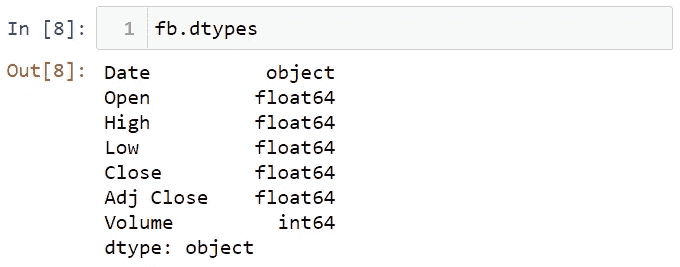 In [8]: 1 fb.dtypes
Out[8]: Date object
Open float64
High float64
Low float64
Close float64
Adj Close float64
Volume int64
dtype: object